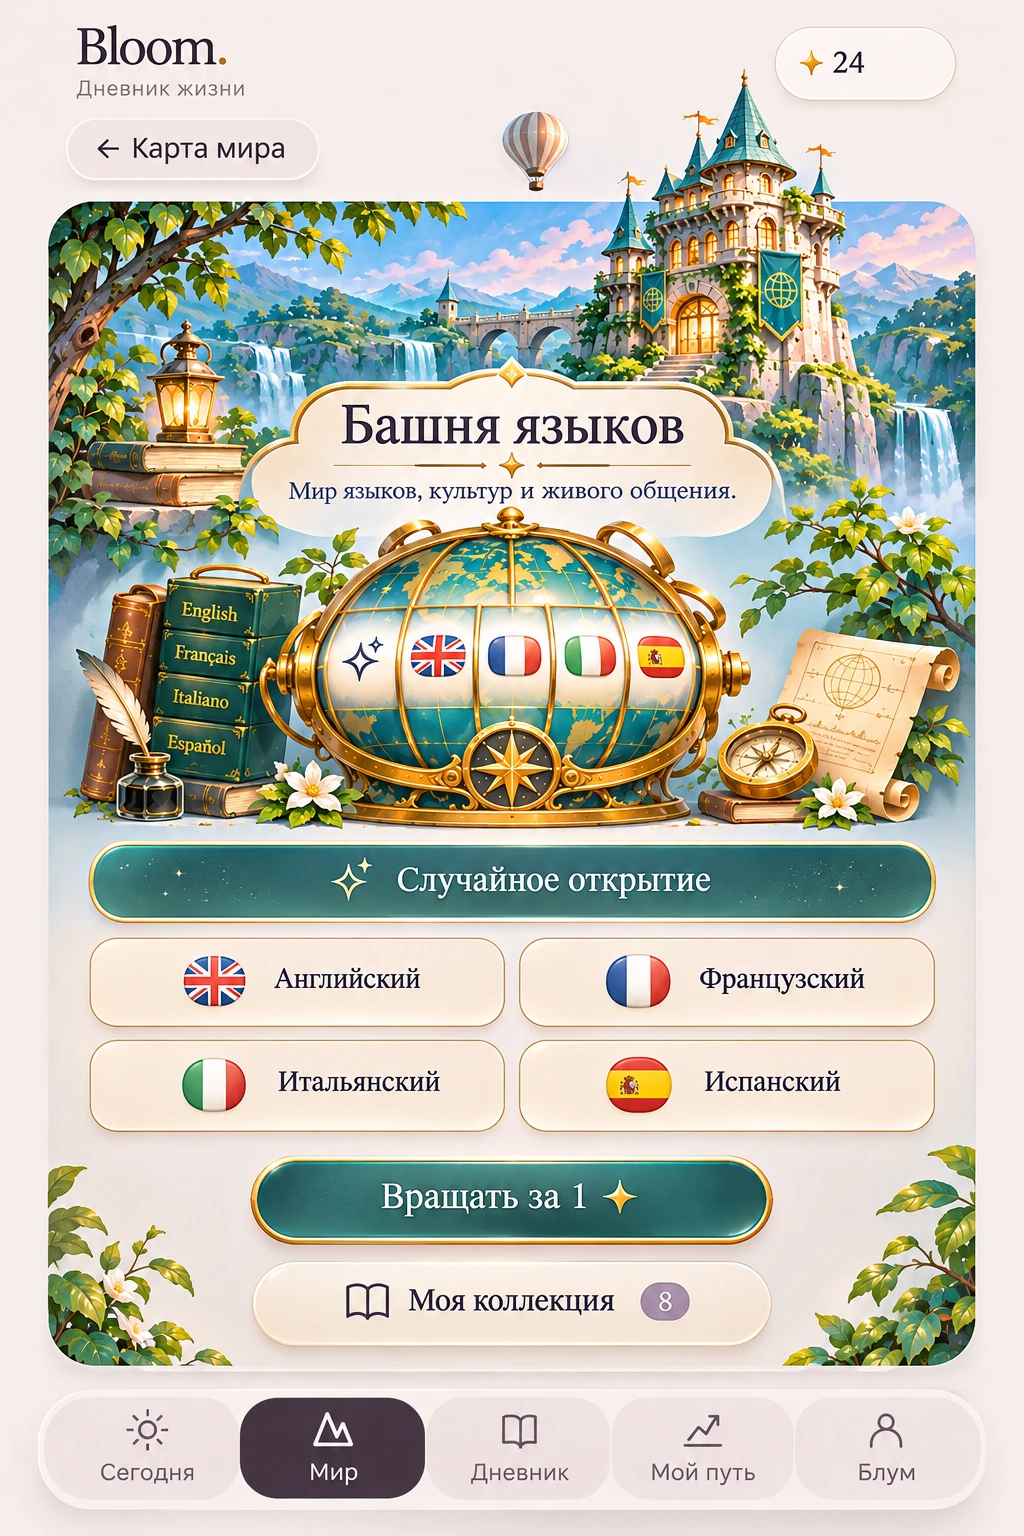 Bloom.
Дневник жизни
24
← Карта мира
Башня языков
Мир языков, культур и живого общения.
English
Français
Italiano
Español
Случайное открытие
Английский
Французский
Итальянский
Испанский
Вращать за 1
Моя коллекция 8
Сегодня
Мир
Дневник
Мой путь
Блум